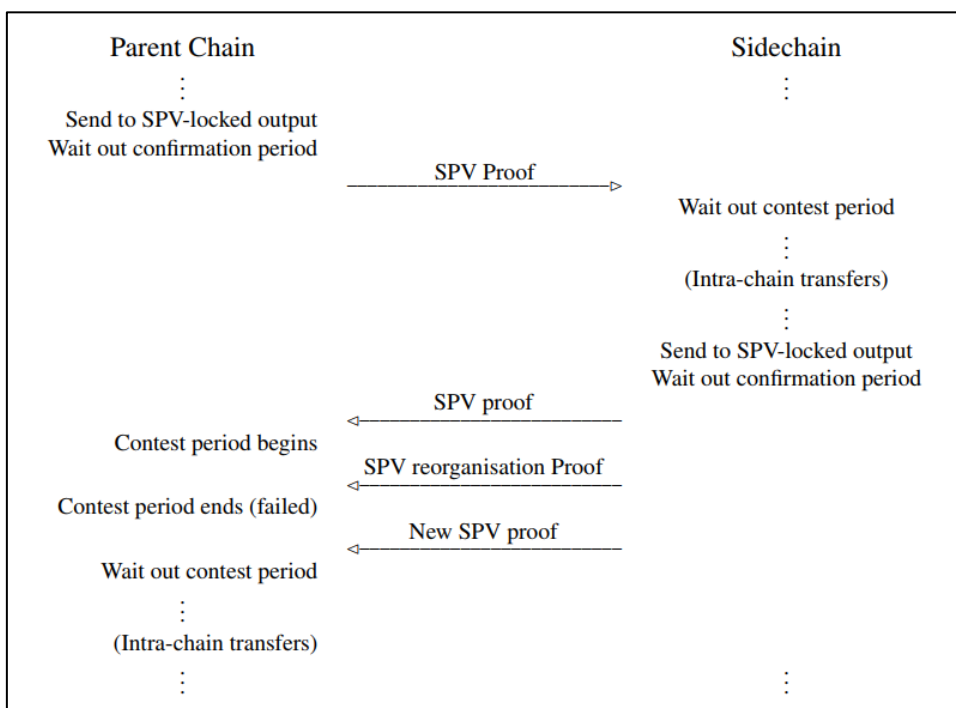 Parent Chain
Sidechain
Send to SPV-locked output
Wait out confirmation period
SPV Proof
Wait out contest period
(Intra-chain transfers)
Send to SPV-locked output
Wait out confirmation period
SPV proof
Contest period begins
SPV reorganisation Proof
Contest period ends (failed)
New SPV proof
Wait out contest period
(Intra-chain transfers)